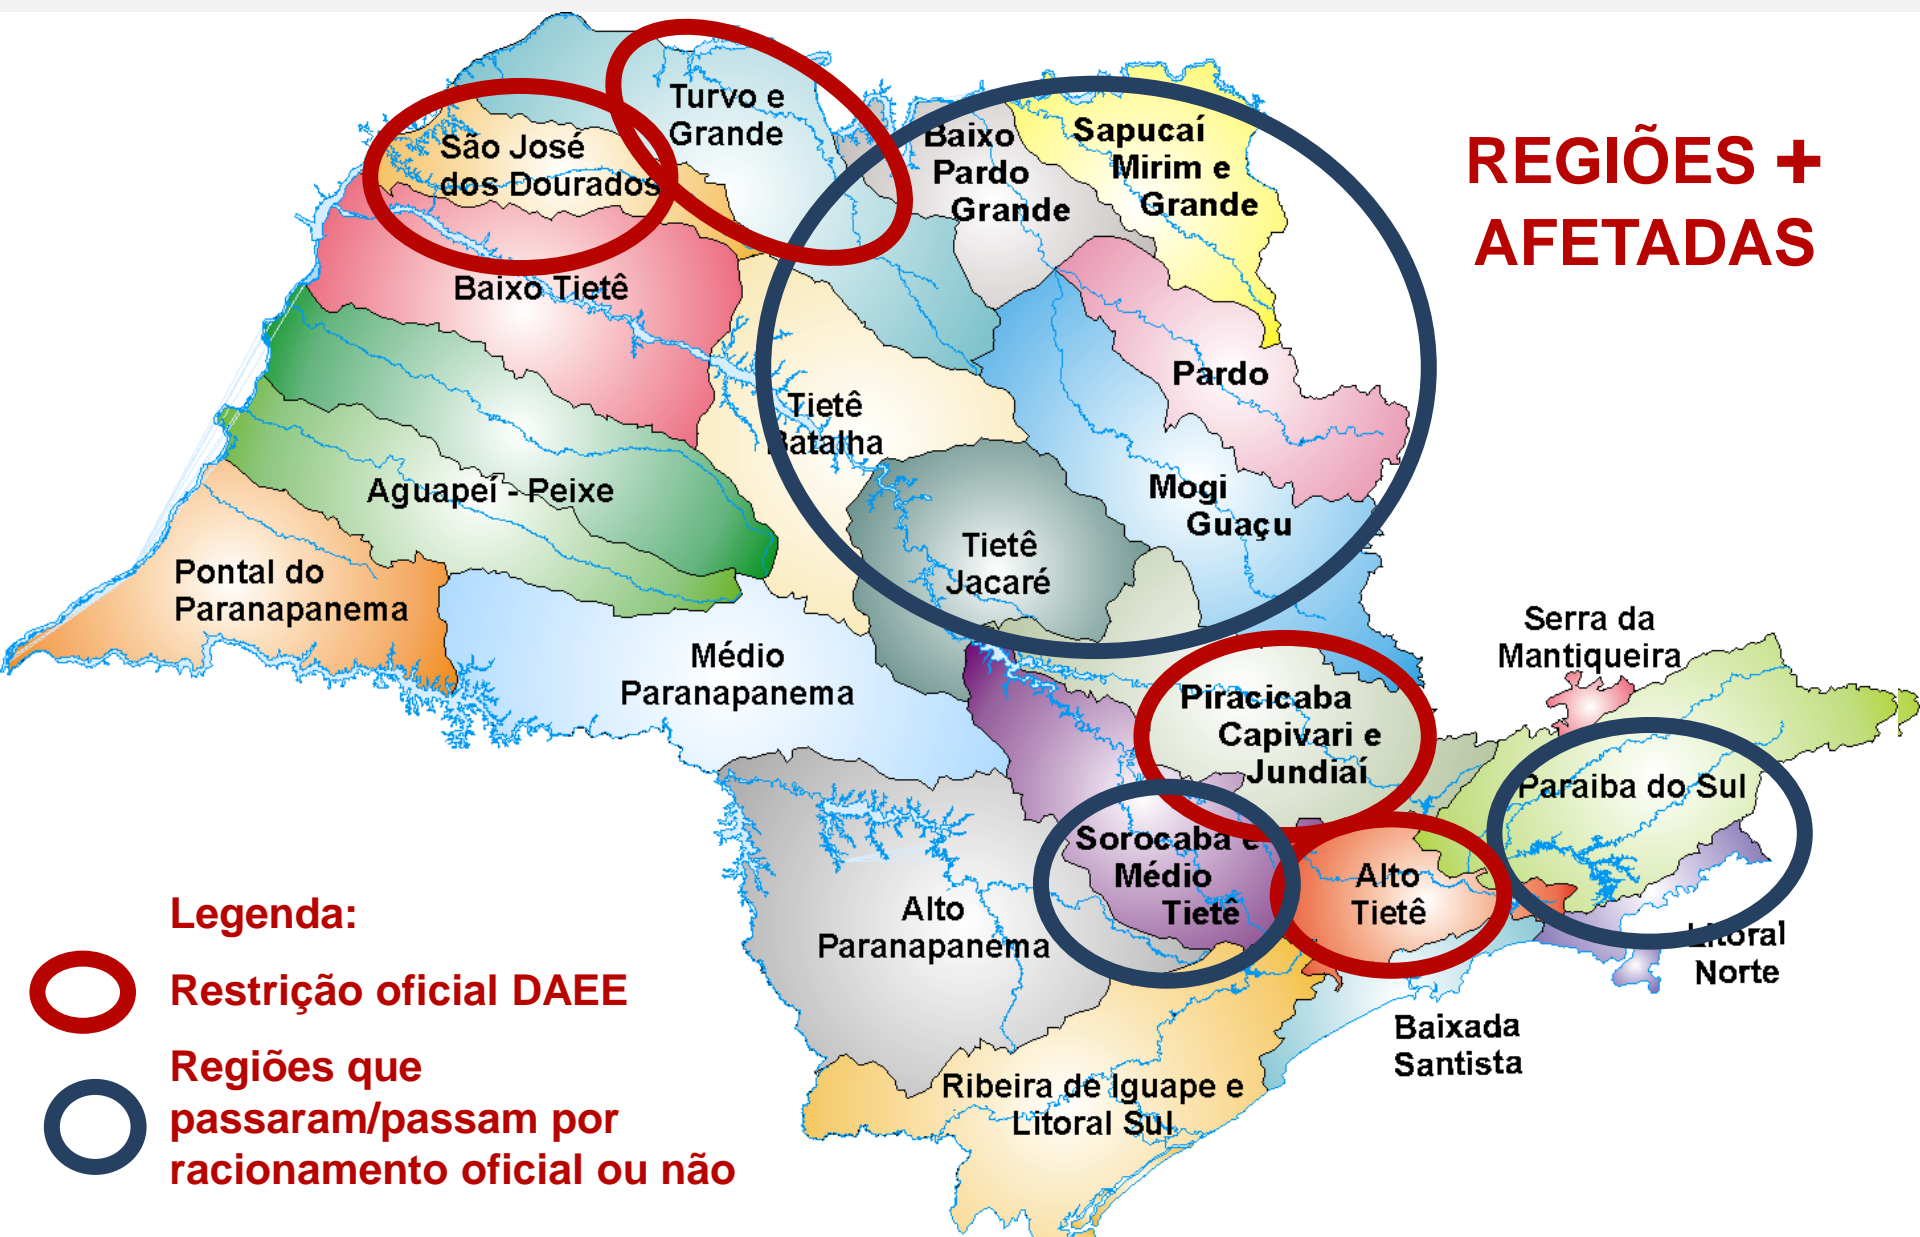 REGIÕES +
AFETADAS
Turvo e
Grande
São José
dos Dourados
Baixo
Pardo
Grande
Sapucaí
Mirim e
Grande
Baixo Tietê
Pardo
Tietê
Batalha
Aguapeí - Peixe
Mogi
Guaçu
Tietê
Jacaré
Pontal do
Paranapanema
Médio
Paranapanema
Serra da
Mantiqueira
Piracicaba
Capivari e
Jundiaí
Paraiba do Sul
Sorocaba e
Médio
Tietê
Alto
Tietê
Alto
Paranapanema
Litoral
Norte
Baixada
Santista
Ribeira de Iguape e
Litoral Sul
Legenda:
Restrição oficial DAEE
Regiões que
passaram/passam por
racionamento oficial ou não